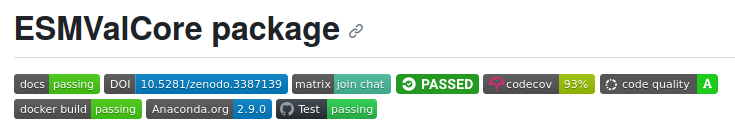 ESMValCore package
docs passing DOI 10.5281/zenodo.3387139 matrix join chat PASSED codecov 93% code quality A
docker build passing Anaconda.org 2.9.0 Test passing